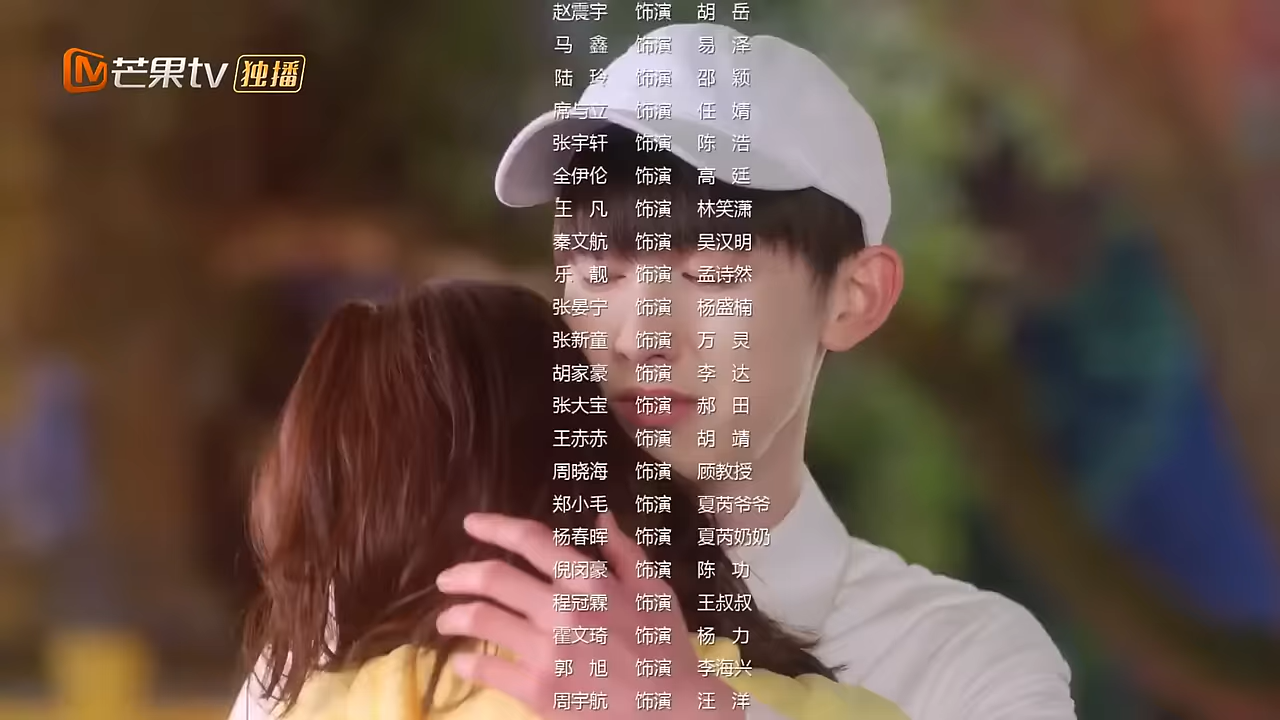 芒果tv 独播
赵震宇 饰演 胡 岳
马 鑫 饰演 易 泽
陆 玲 饰演 邵 颖
席与立 饰演 任 婧
张宇轩 饰演 陈 浩
全伊伦 饰演 高 廷
王 凡 饰演 林笑潇
秦文航 饰演 吴汉明
乐 靓 饰演 孟诗然
张晏宁 饰演 杨盛楠
张新童 饰演 万 灵
胡家豪 饰演 李 达
张大宝 饰演 郝 田
王赤赤 饰演 胡 靖
周晓海 饰演 顾教授
郑小毛 饰演 夏芮爷爷
杨春晖 饰演 夏芮奶奶
倪闵豪 饰演 陈 功
程冠霖 饰演 王叔叔
霍文琦 饰演 杨 力
郭 旭 饰演 李海兴
周宇航 饰演 汪 洋